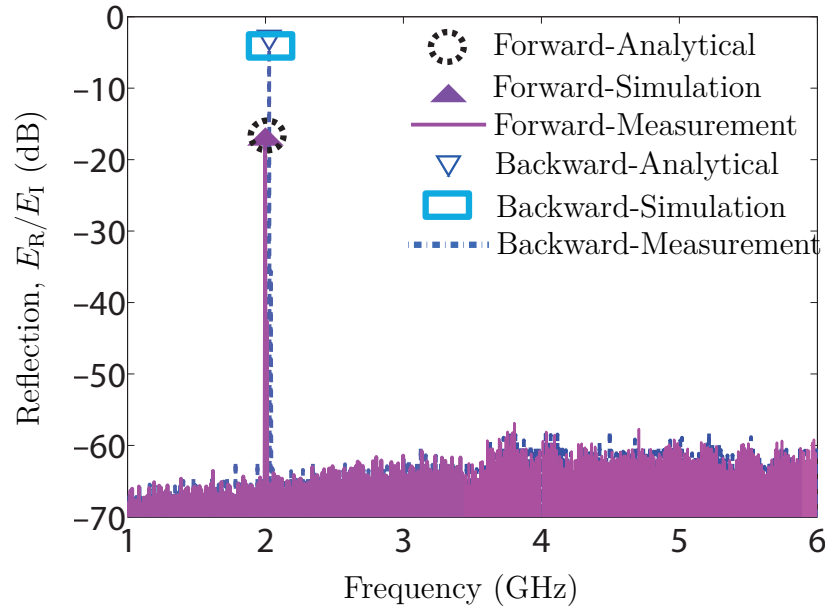 0
−10
−20
−30
−40
−50
−60
−70
Reflection, E_R/E_I (dB)
Forward-Analytical
Forward-Simulation
Forward-Measurement
Backward-Analytical
Backward-Simulation
Backward-Measurement
1 2 3 4 5 6
Frequency (GHz)